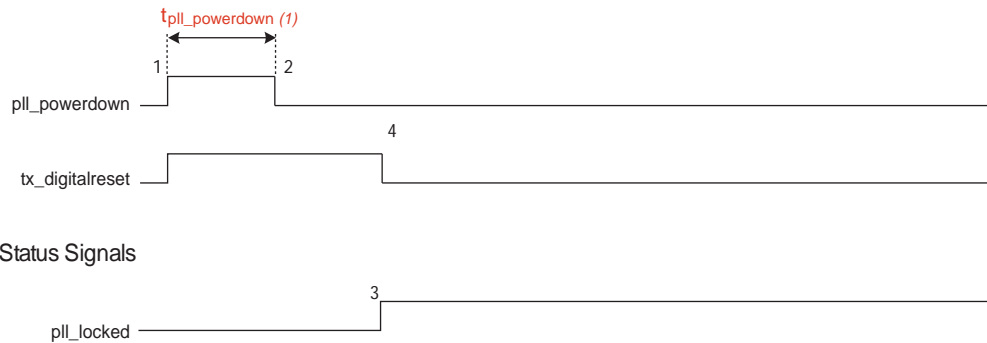 tpll_powerdown (1)
1 2
pll_powerdown
4
tx_digitalreset
Status Signals
3
pll_locked